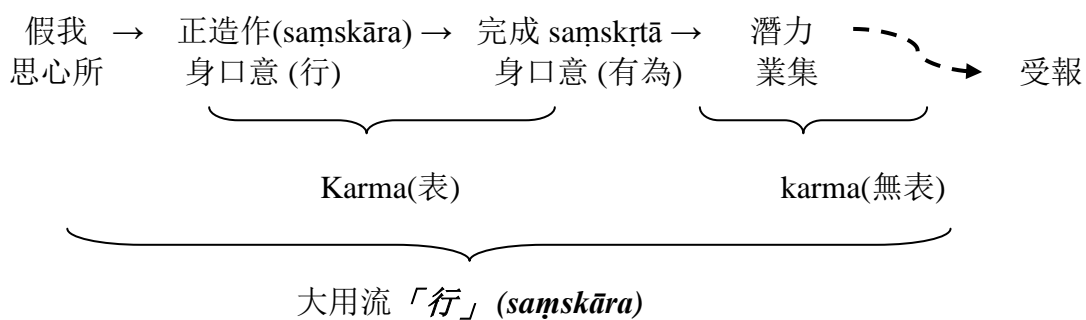 假我 → 正造作(saṃskāra) → 完成 saṃskṛtā → 潛力
思心所 身口意 (行) 身口意 (有為) 業集 受報
Karma(表) karma(無表)
大用流「行」(saṃskāra)